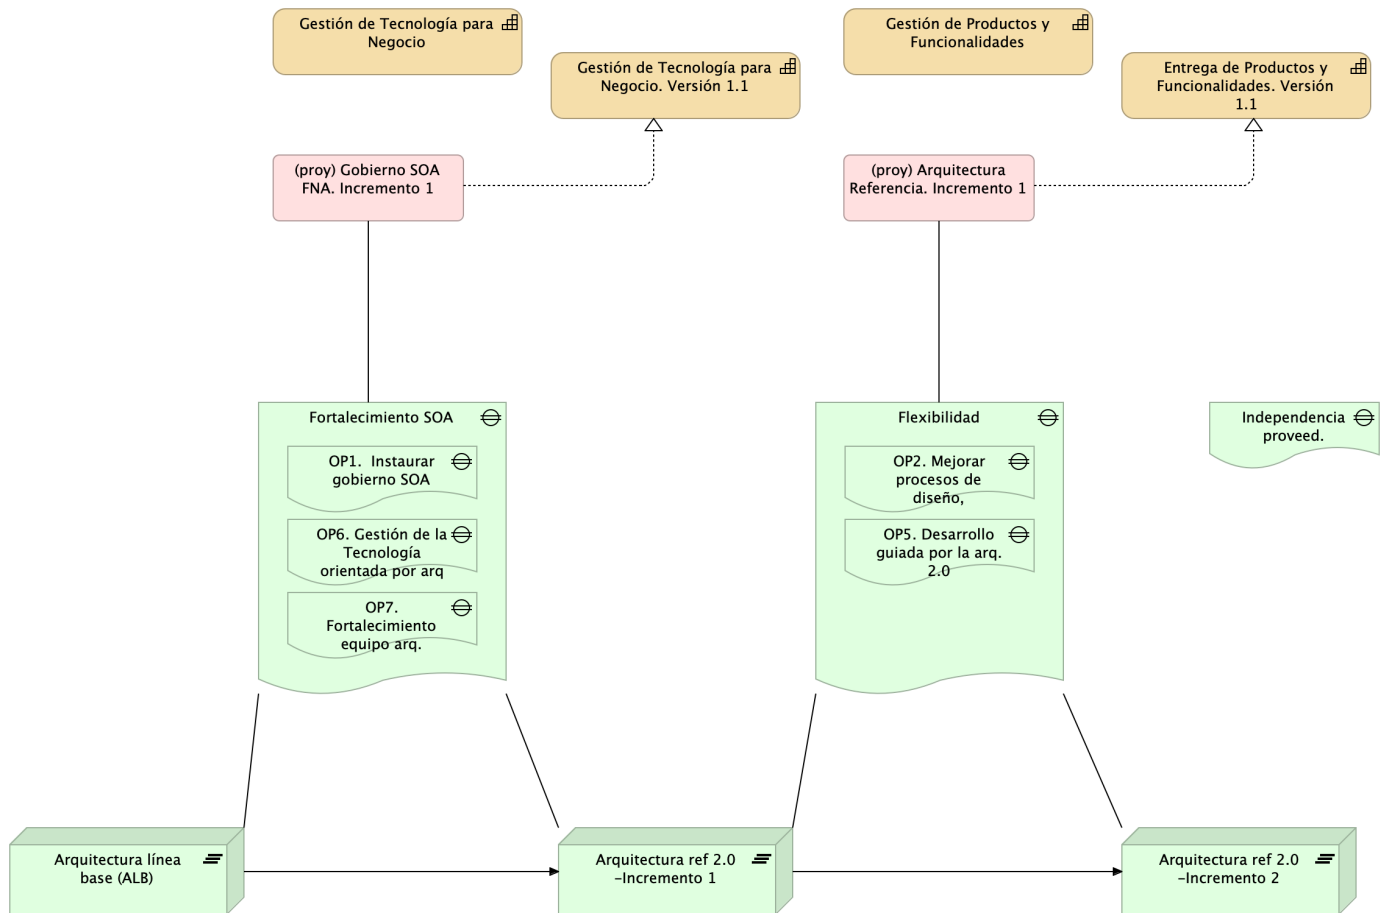 Gestión de Tecnología para
Negocio
Gestión de Tecnología para
Negocio. Versión 1.1
Gestión de Productos y
Funcionalidades
Entrega de Productos y
Funcionalidades. Versión
1.1
(proy) Gobierno SOA
FNA. Incremento 1
(proy) Arquitectura
Referencia. Incremento 1
Fortalecimiento SOA
OP1.  Instaurar
gobierno SOA
OP6. Gestión de la
Tecnología
orientada por arq
OP7.
Fortalecimiento
equipo arq.
Flexibilidad
OP2. Mejorar
procesos de
diseño,
OP5. Desarrollo
guiada por la arq.
2.0
Independencia
proveed.
Arquitectura línea
base (ALB)
Arquitectura ref 2.0
-Incremento 1
Arquitectura ref 2.0
-Incremento 2